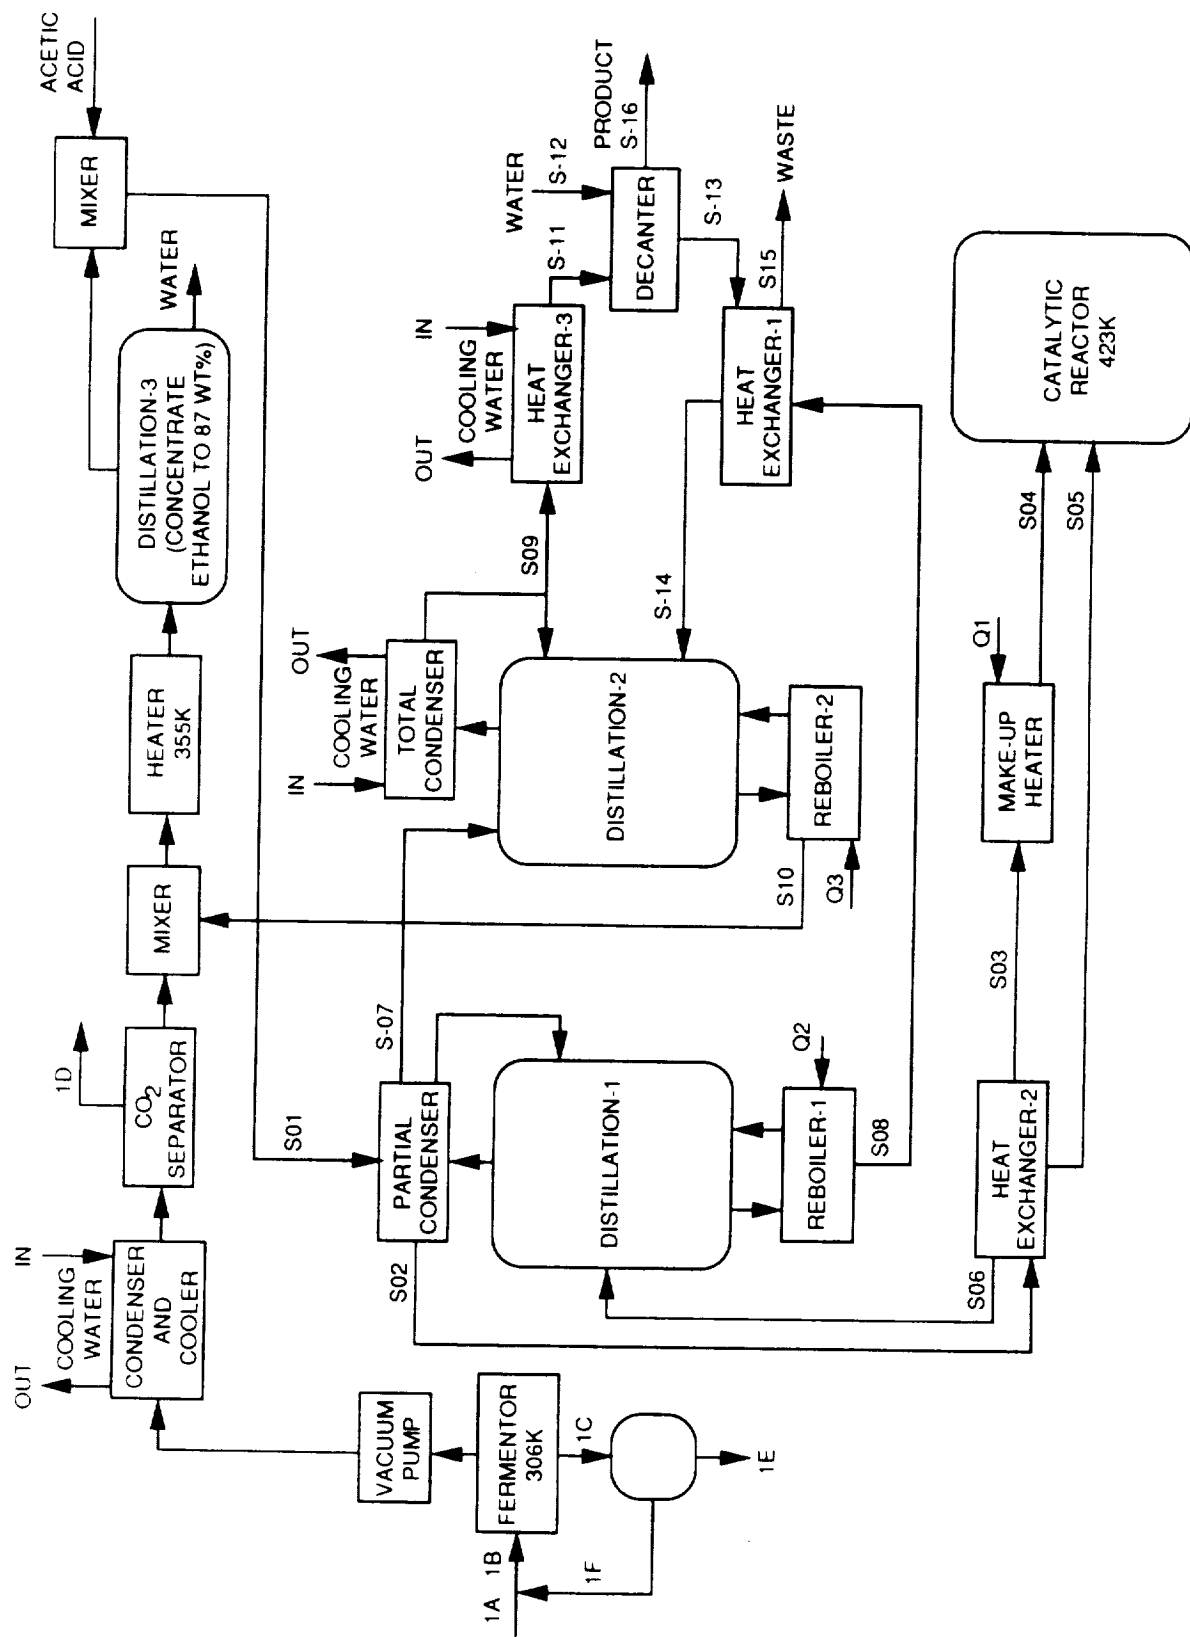 OUT
COOLING
WATER
IN
CONDENSER
AND
COOLER
1D
CO2
SEPARATOR
MIXER
HEATER
355K
DISTILLATION-3
(CONCENTRATE
ETHANOL TO 87 WT%)
WATER
MIXER
ACETIC
ACID
S01
VACUUM
PUMP
FERMENTOR
306K
1A
1B
1C
1F
1E
S02
PARTIAL
CONDENSER
S-07
DISTILLATION-1
REBOILER-1
Q2
S08
IN
COOLING
WATER
OUT
TOTAL
CONDENSER
S09
DISTILLATION-2
S-14
REBOILER-2
S10
Q3
OUT
COOLING
WATER
IN
HEAT
EXCHANGER-3
S-11
WATER
S-12
DECANTER
PRODUCT
S-16
S-13
HEAT
EXCHANGER-1
S15
WASTE
S06
HEAT
EXCHANGER-2
S03
MAKE-UP
HEATER
Q1
S04
S05
CATALYTIC
REACTOR
423K